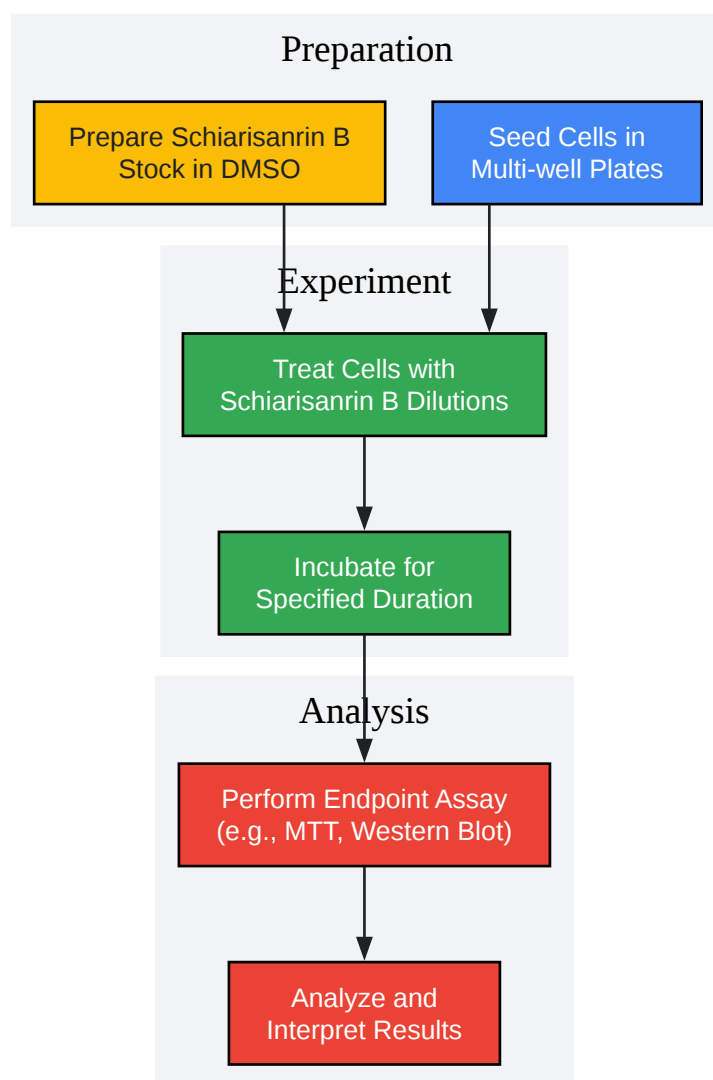 Preparation
Prepare Schiarisanrin B
Stock in DMSO
Seed Cells in
Multi-well Plates
Experiment
Treat Cells with
Schiarisanrin B Dilutions
Incubate for
Specified Duration
Analysis
Perform Endpoint Assay
(e.g., MTT, Western Blot)
Analyze and
Interpret Results